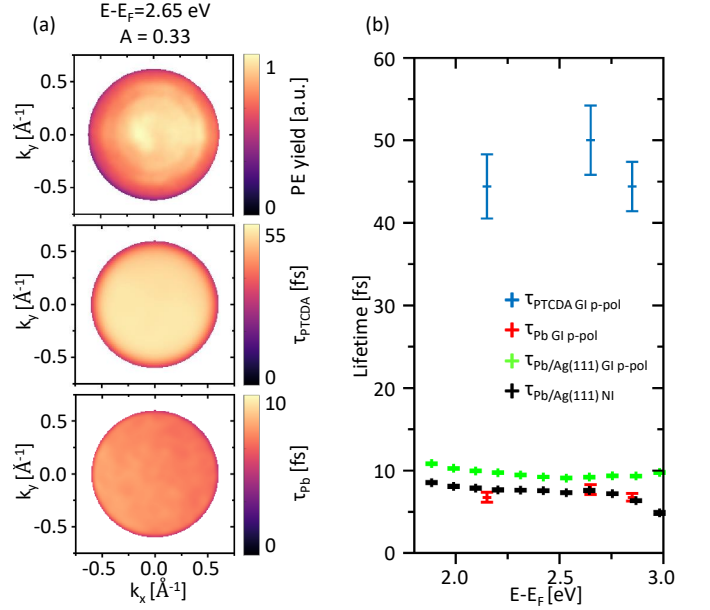 (a)
E-E_F=2.65 eV
A = 0.33
0.5
0.0
-0.5
k_y [Å⁻¹]
1
0
PE yield [a.u.]
0.5
0.0
-0.5
k_y [Å⁻¹]
55
0
τ_PTCDA [fs]
0.5
0.0
-0.5
k_y [Å⁻¹]
10
0
τ_Pb [fs]
-0.5 0.0 0.5
k_x [Å⁻¹]
(b)
60
50
40
30
20
10
0
Lifetime [fs]
τ_PTCDA GI p-pol
τ_Pb GI p-pol
τ_Pb/Ag(111) GI p-pol
τ_Pb/Ag(111) NI
2.0 2.5 3.0
E-E_F[eV]